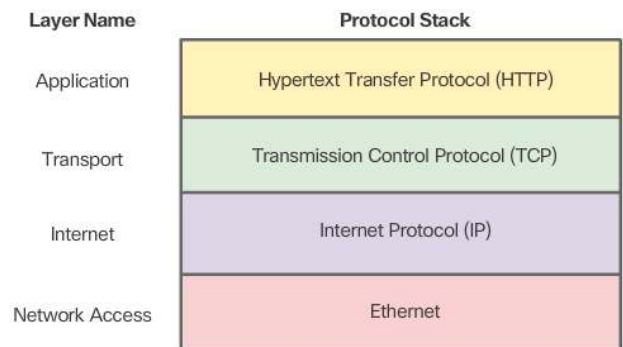 Layer Name Protocol Stack
Application Hypertext Transfer Protocol (HTTP)
Transport Transmission Control Protocol (TCP)
Internet Internet Protocol (IP)
Network Access Ethernet